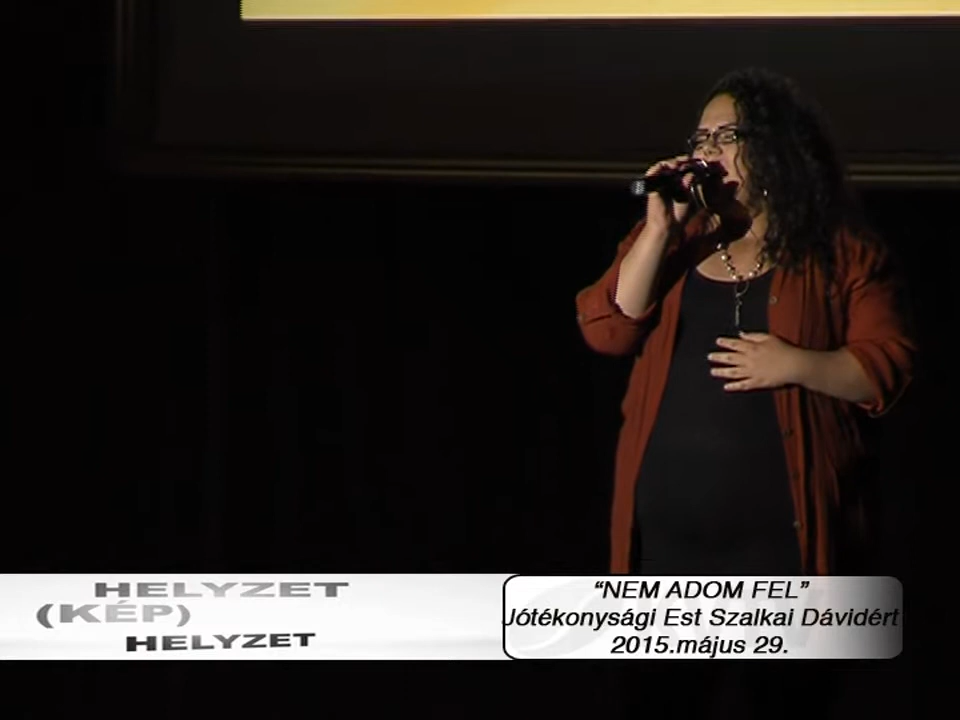 HELYZET
(KÉP)
HELYZET
“NEM ADOM FEL”
Jótékonysági Est Szalkai Dávidért
2015.május 29.